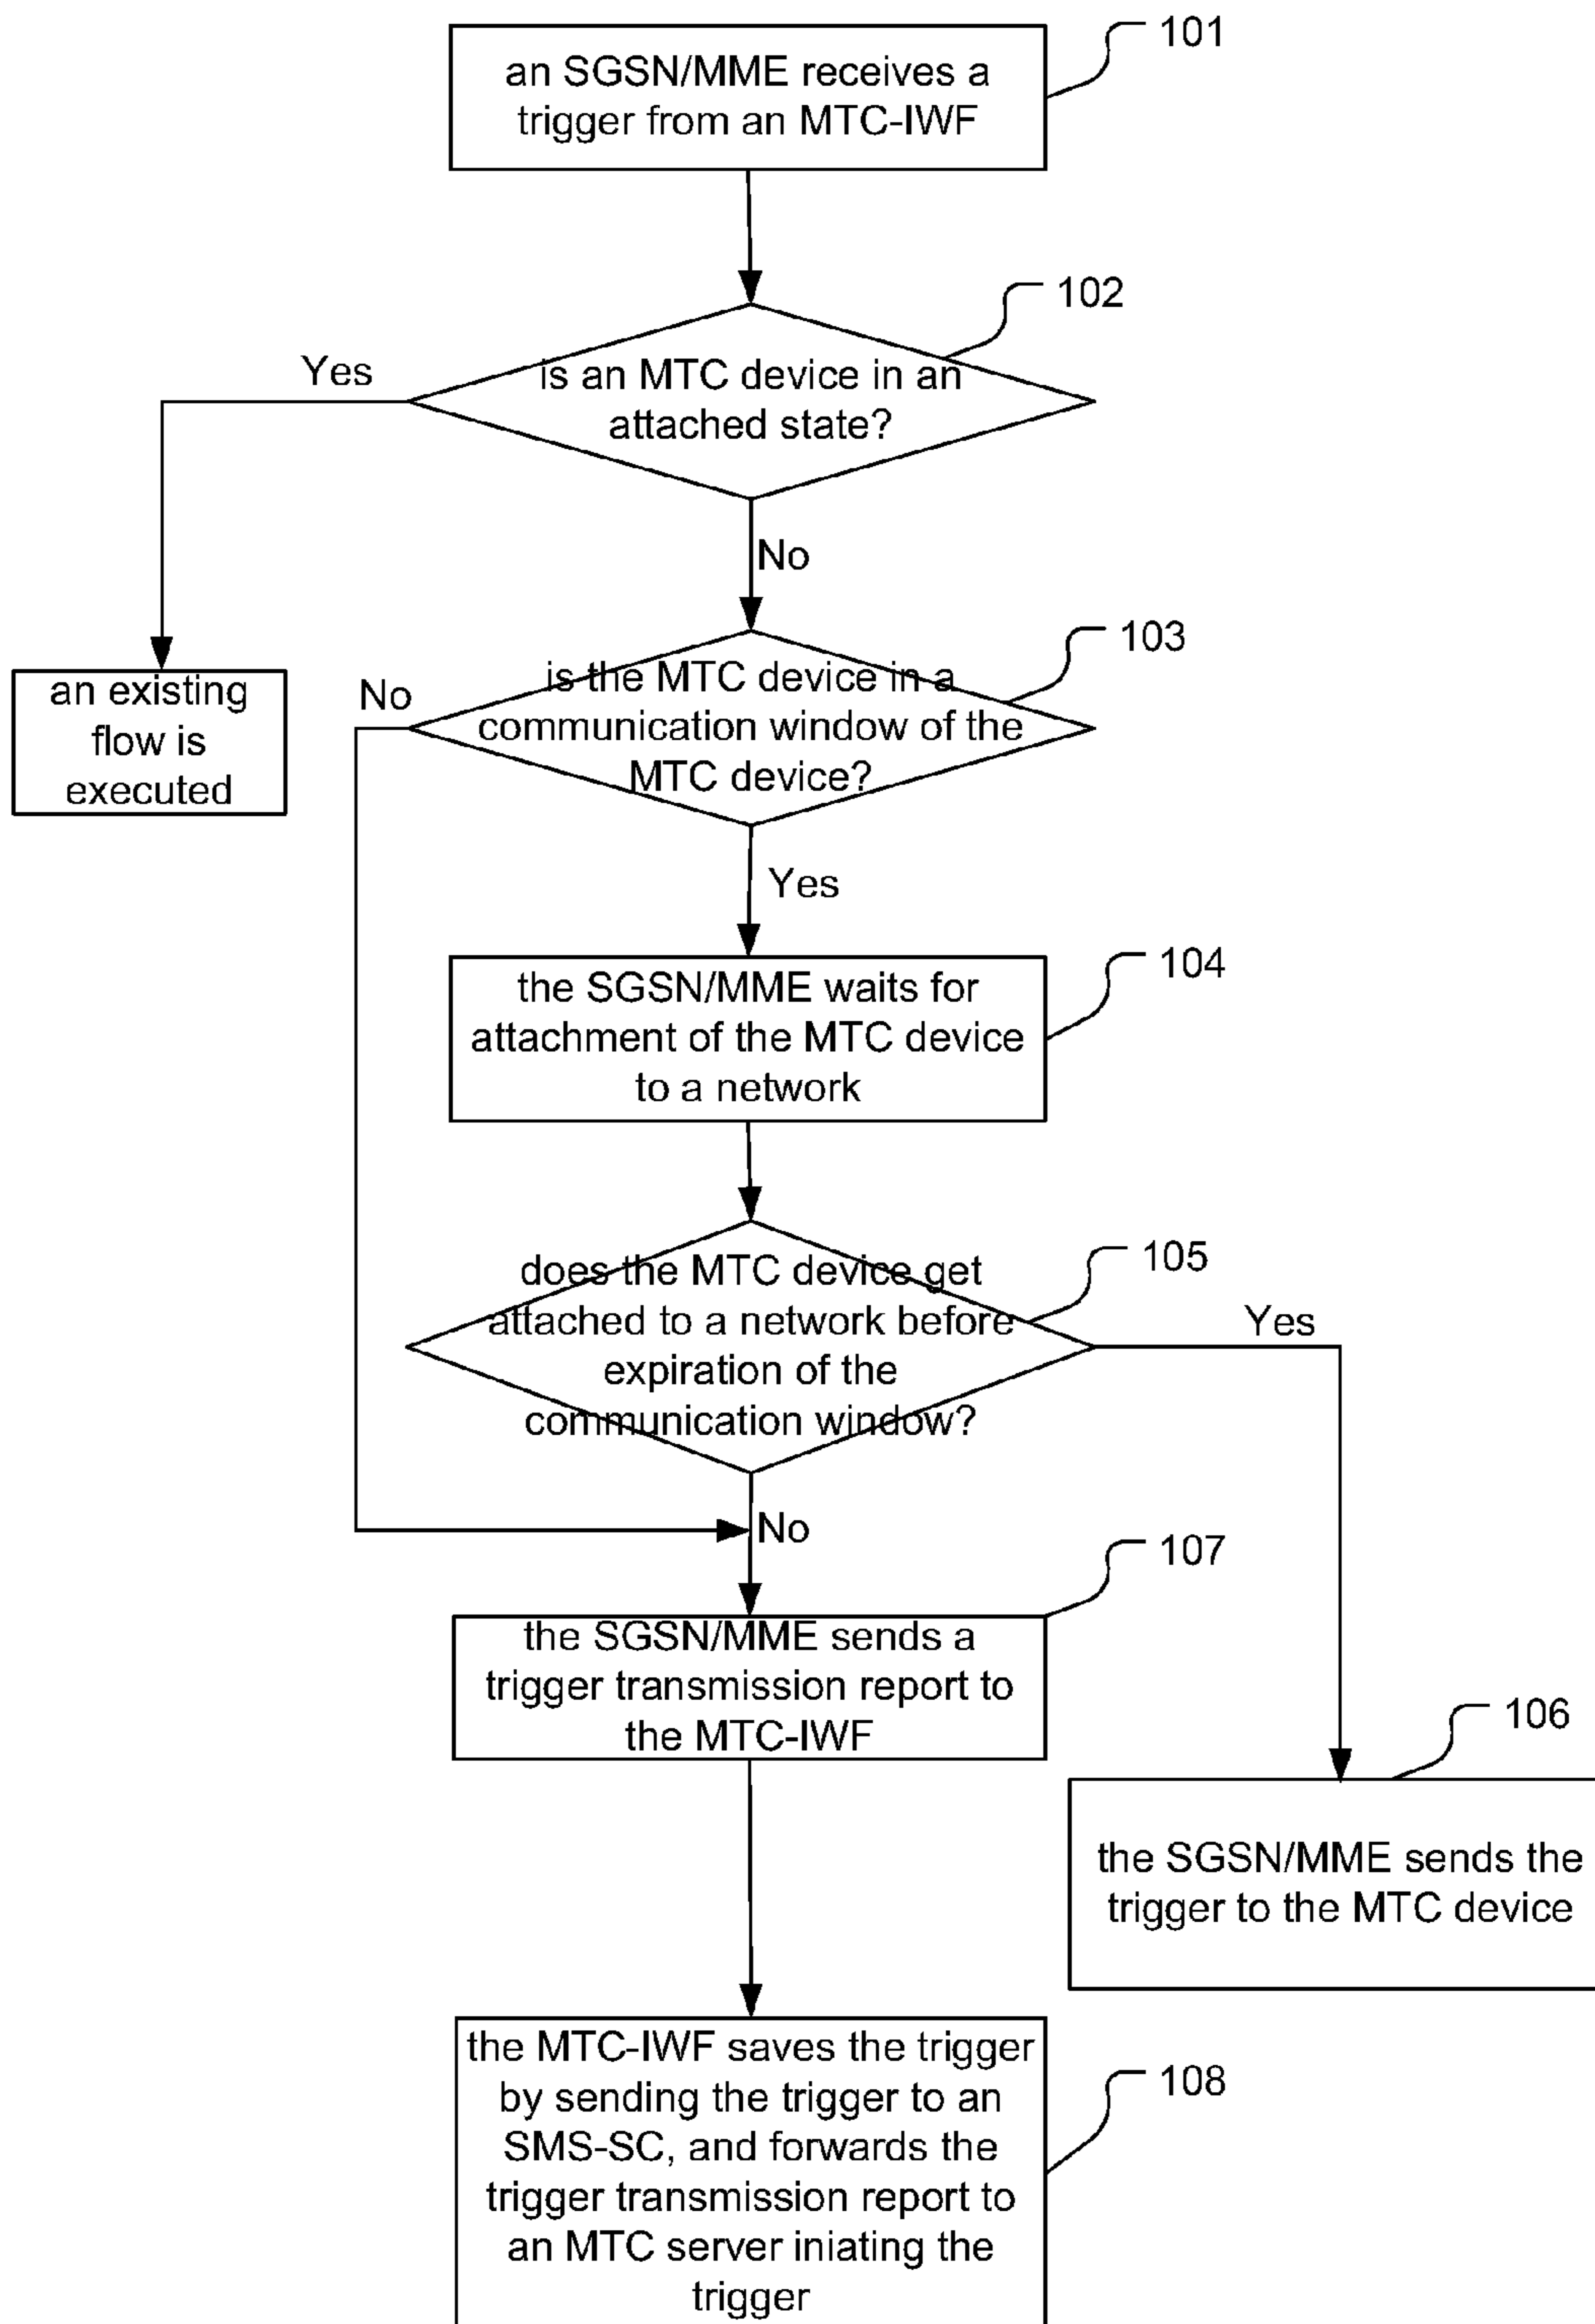 101
an SGSN/MME receives a
trigger from an MTC-IWF
102
Yes
is an MTC device in an
attached state?
No
103
an existing
flow is
executed
No
is the MTC device in a
communication window of the
MTC device?
Yes
104
the SGSN/MME waits for
attachment of the MTC device
to a network
105
does the MTC device get
attached to a network before
expiration of the
communication window?
Yes
No
107
the SGSN/MME sends a
trigger transmission report to
the MTC-IWF
106
the SGSN/MME sends the
trigger to the MTC device
108
the MTC-IWF saves the trigger
by sending the trigger to an
SMS-SC, and forwards the
trigger transmission report to
an MTC server iniating the
trigger